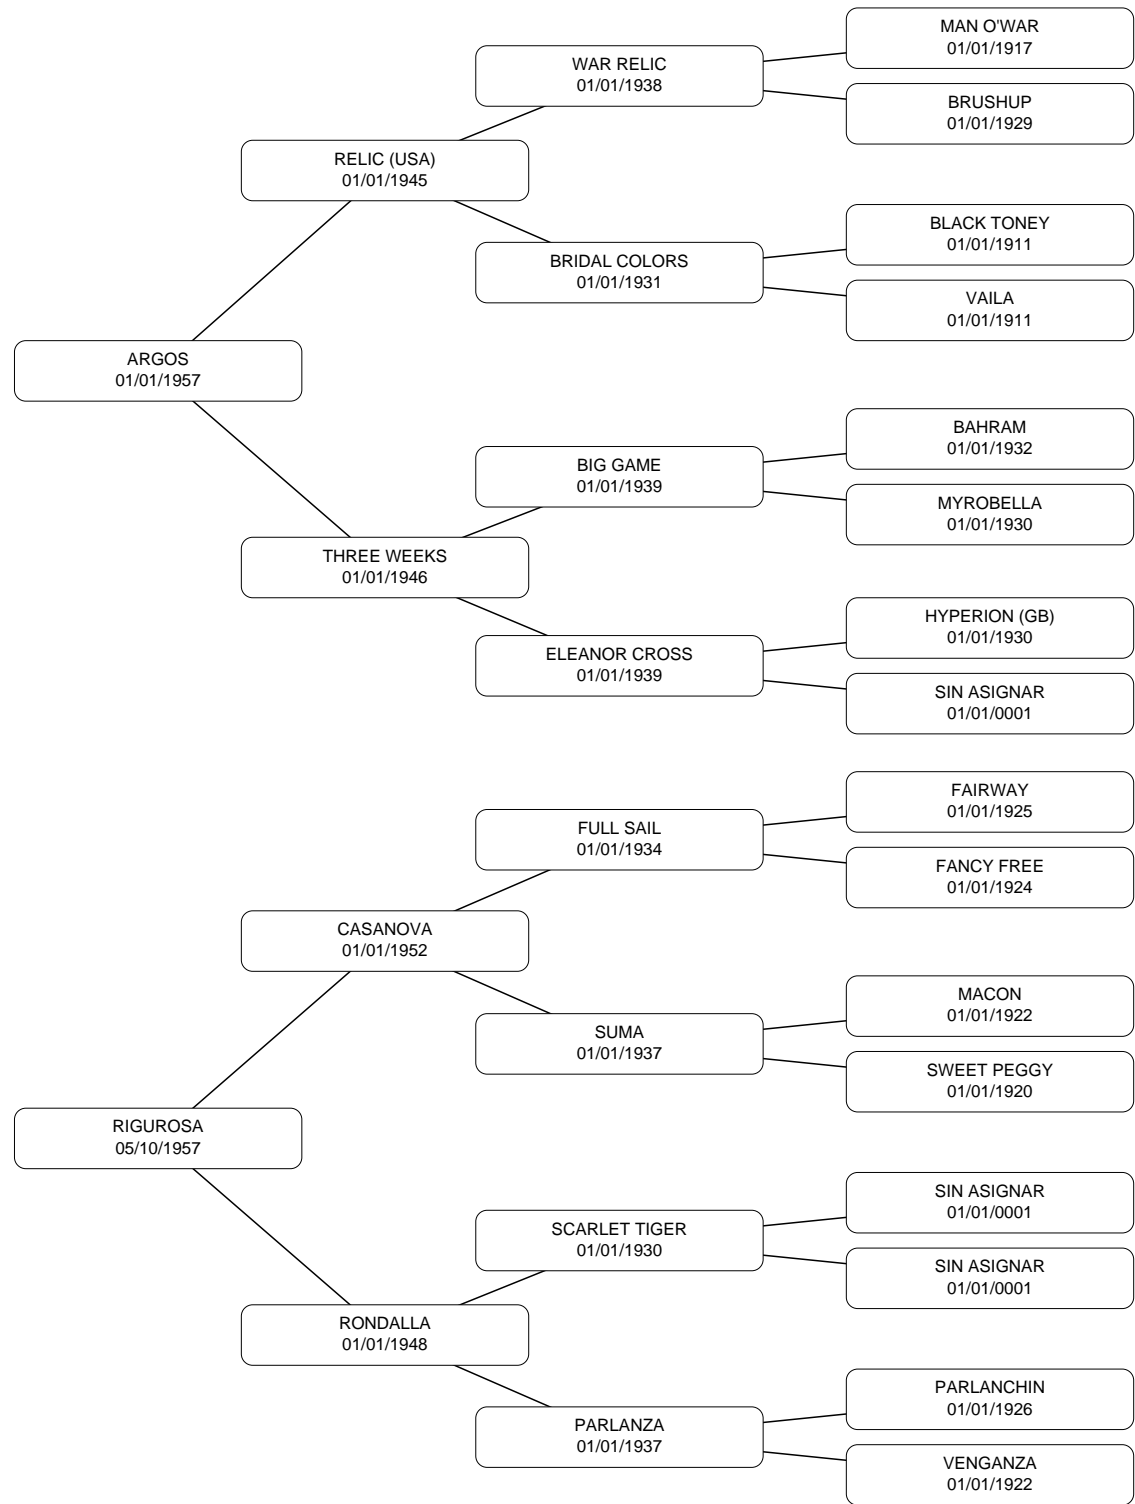 MAN O'WAR
01/01/1917
WAR RELIC
01/01/1938
BRUSHUP
01/01/1929
RELIC (USA)
01/01/1945
BLACK TONEY
01/01/1911
BRIDAL COLORS
01/01/1931
VAILA
01/01/1911
ARGOS
01/01/1957
BAHRAM
01/01/1932
BIG GAME
01/01/1939
MYROBELLA
01/01/1930
THREE WEEKS
01/01/1946
HYPERION (GB)
01/01/1930
ELEANOR CROSS
01/01/1939
SIN ASIGNAR
01/01/0001
FAIRWAY
01/01/1925
FULL SAIL
01/01/1934
FANCY FREE
01/01/1924
CASANOVA
01/01/1952
MACON
01/01/1922
SUMA
01/01/1937
SWEET PEGGY
01/01/1920
RIGUROSA
05/10/1957
SIN ASIGNAR
01/01/0001
SCARLET TIGER
01/01/1930
SIN ASIGNAR
01/01/0001
RONDALLA
01/01/1948
PARLANCHIN
01/01/1926
PARLANZA
01/01/1937
VENGANZA
01/01/1922